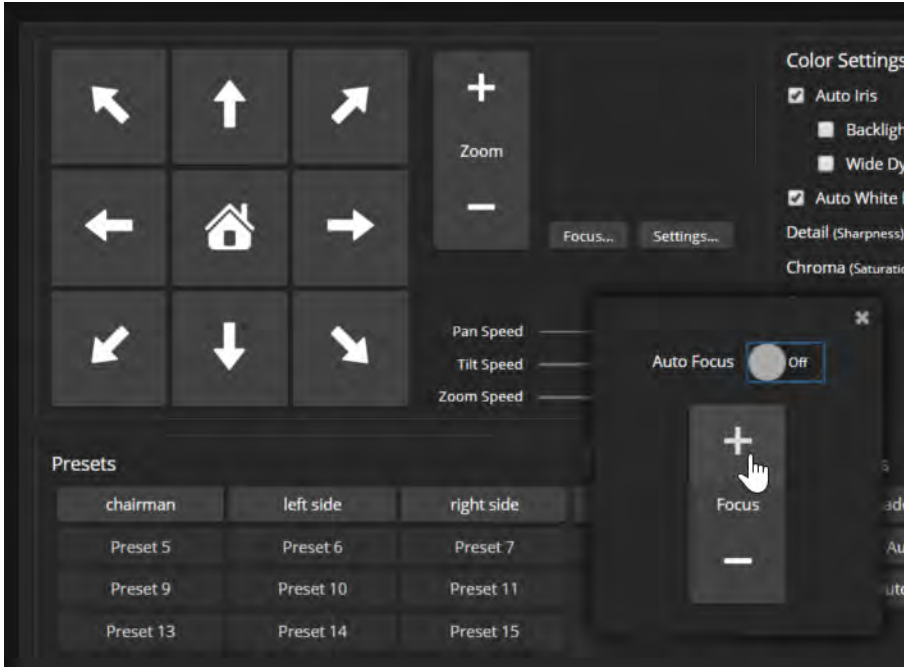 Zoom
Focus...
Settings...
Color Settings
Auto Iris
Wide
Auto White
Detail (Sharpness)
Chroma
Pan Speed
Tilt Speed
Zoom Speed
Auto Focus
Off
Focus
Presets
chairman
left side
right side
Preset 5
Preset 6
Preset 7
Preset 9
Preset 10
Preset 11
Preset 13
Preset 14
Preset 15